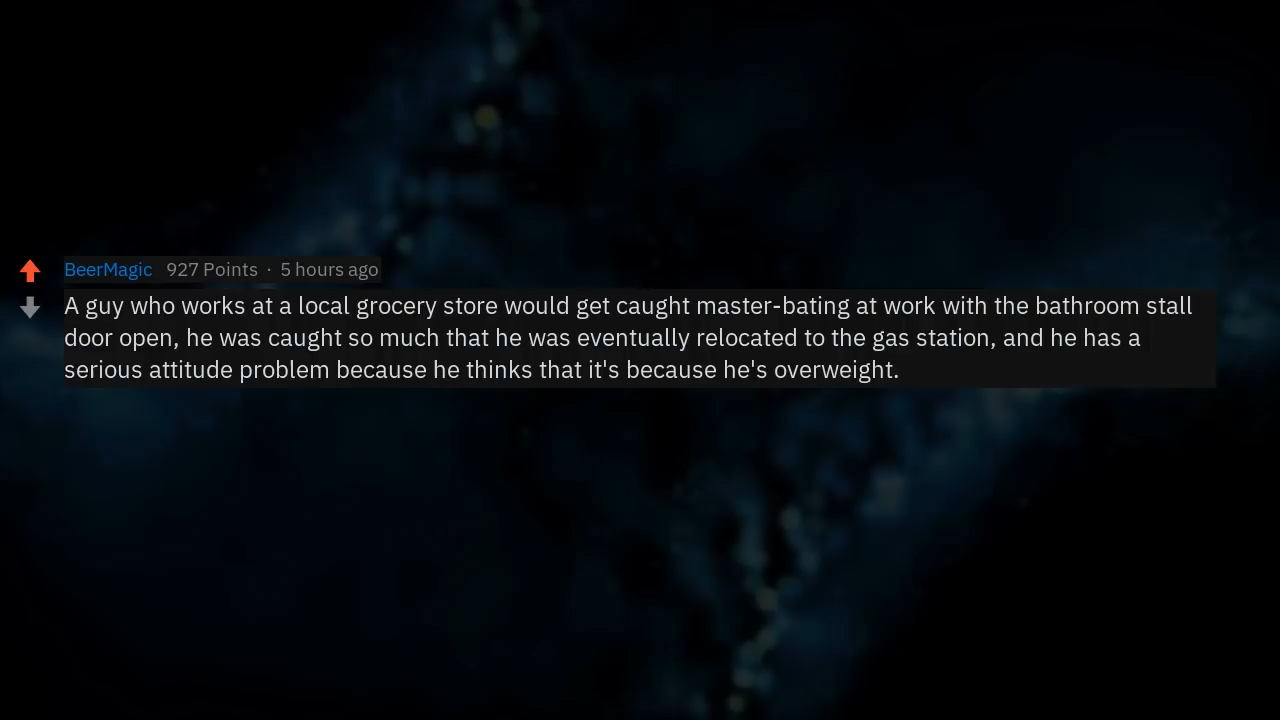 BeerMagic 927 Points · 5 hours ago
A guy who works at a local grocery store would get caught master-bating at work with the bathroom stall
door open, he was caught so much that he was eventually relocated to the gas station, and he has a
serious attitude problem because he thinks that it's because he's overweight.